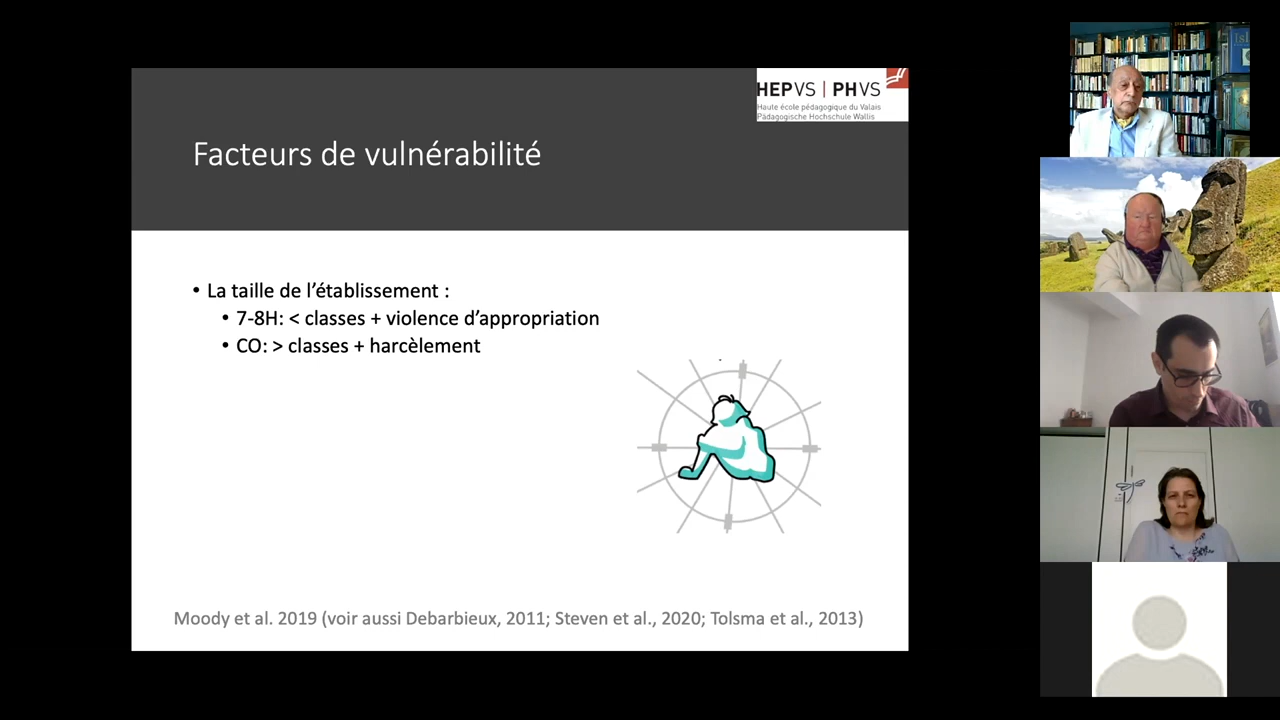 HEPVS | PHVS
Haute école pédagogique du Valais
Pädagogische Hochschule Wallis
Facteurs de vulnérabilité
• La taille de l’établissement :
• 7-8H: < classes + violence d’appropriation
• CO: > classes + harcèlement
Moody et al. 2019 (voir aussi Debarbieux, 2011; Steven et al., 2020; Tolsma et al., 2013)